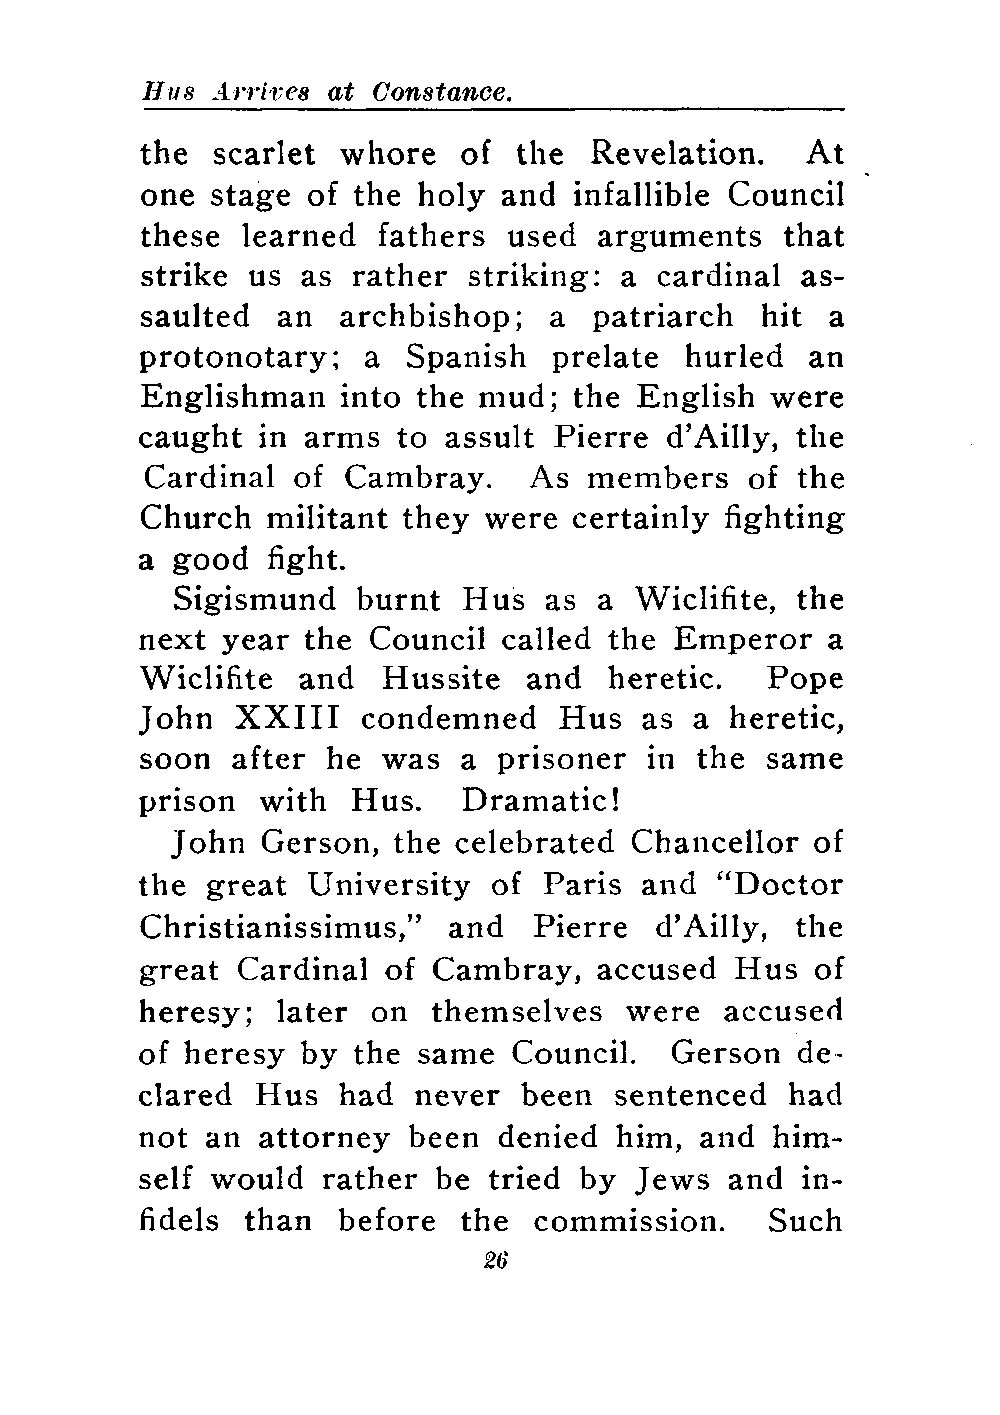 Hus Arrives at Constance.
the scarlet whore of the Revelation. At
one stage of the holy and infallible Council
these learned fathers used arguments that
strike us as rather striking: a cardinal as-
saulted an archbishop; a patriarch hit a
protonotary; a Spanish prelate hurled an
Englishman into the mud; the English were
caught in arms to assult Pierre d’Ailly, the
Cardinal of Cambray. As members of the
Church militant they were certainly fighting
a good fight.
Sigismund burnt Hus as a Wiclifite, the
next year the Council called the Emperor a
Wiclifite and Hussite and heretic. Pope
John XXIII condemned Hus as a heretic,
soon after he was a prisoner in the same
prison with Hus. Dramatic!
John Gerson, the celebrated Chancellor of
the great University of Paris and “Doctor
Christianissimus,” and Pierre d’Ailly, the
great Cardinal of Cambray, accused Hus of
heresy; later on themselves were accused
of heresy by the same Council. Gerson de-
clared Hus had never been sentenced had
not an attorney been denied him, and him-
self would rather be tried by Jews and in-
fidels than before the commission. Such
26